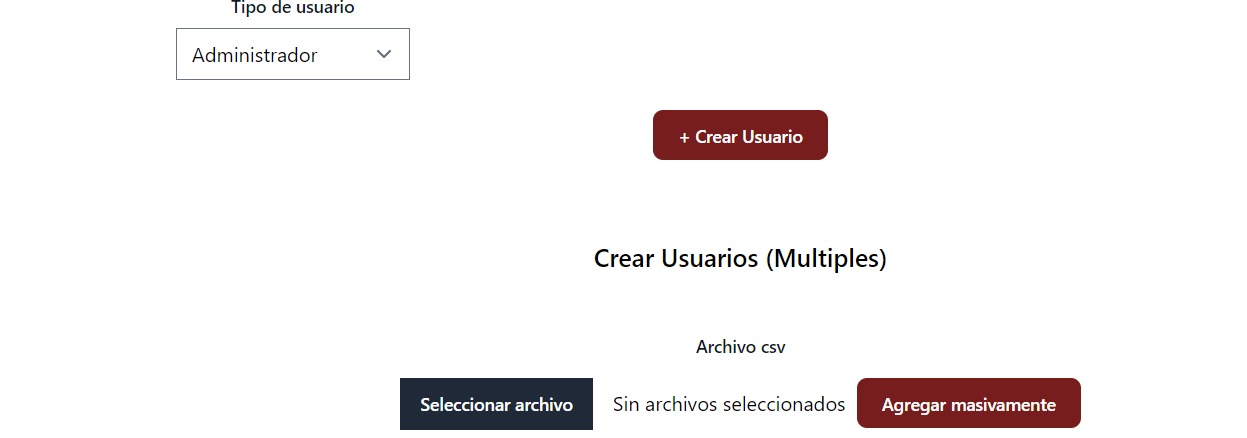 Tipo de usuario
Administrador
+ Crear Usuario
Crear Usuarios (Multiples)
Archivo csv
Seleccionar archivo Sin archivos seleccionados Agregar masivamente